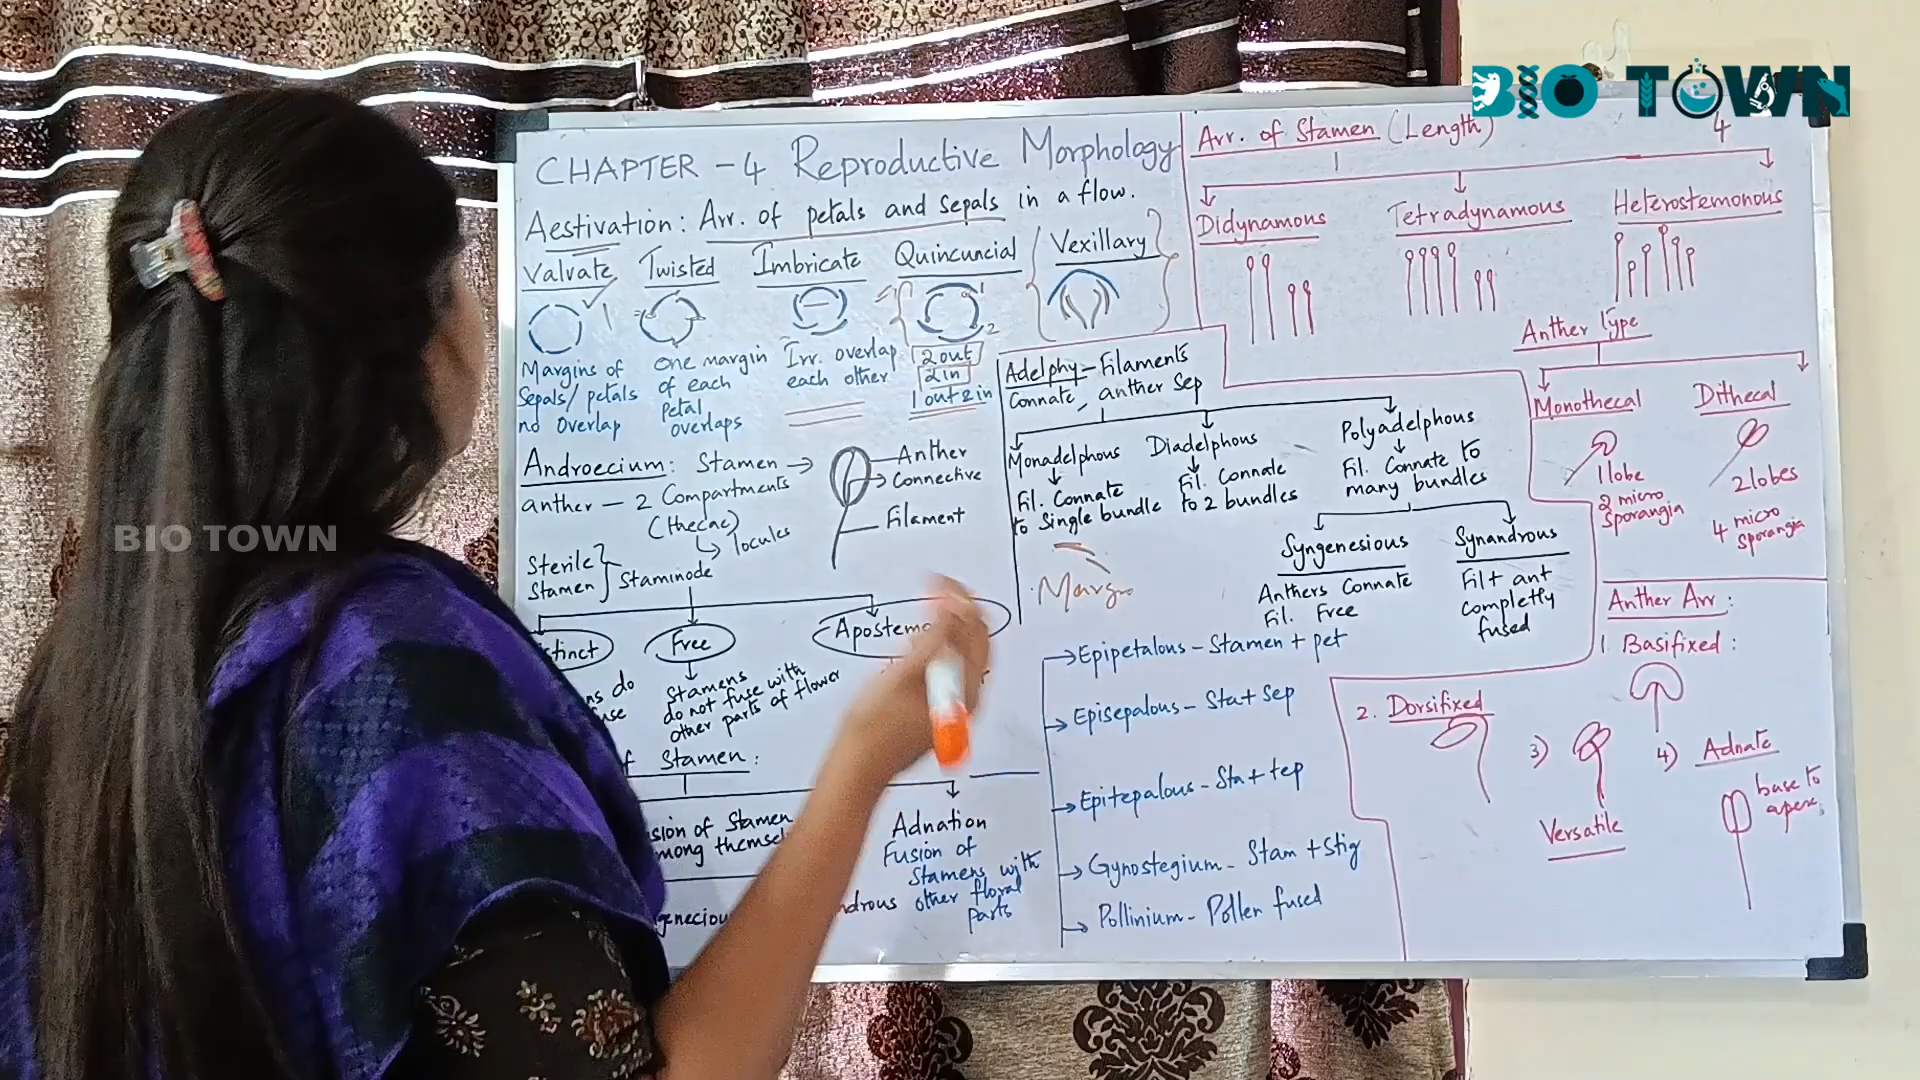 BIO TOWN
CHAPTER - 4 Reproductive Morphology
Aestivation: Arr. of petals and sepals in a flow.
Valvate
Margins of
Sepals/petals
no overlap
Twisted
one margin
of each
petal
overlaps
Imbricate
Irr. overlap
each other
Quincuncial
1
2
2 out
2 in
1 out & in
Vexillary
Androecium: Stamen →
anther - 2 Compartments
(thecae)
↳ locules
Anther
Connective
Filament
Sterile
Stamen } Staminode
Free
Stamens
do not fuse with
other parts of flower
Stamen:
Adnation
Fusion of
Stamens with
other floral
parts
Adelphy - Filaments
Connate, anther Sep
Monadelphous
Fil. Connate
to Single bundle
Diadelphous
Fil. Connate
to 2 bundles
Polyadelphous
Fil. Connate to
many bundles
Syngenesious
Anthers Connate
Fil. Free
Synandrous
Fil + ant
completly
fused
→ Epipetalous - Stamen + pet
→ Episepalous - Sta + Sep
→ Epitepalous - Sta + tep
→ Gynostegium - Stam + Stig
→ Pollinium - Pollen fused
Arr. of Stamen (Length)
4
Didynamous
Tetradynamous
Heterostemonous
Anther Type
Monothecal
1 lobe
2 micro
sporangia
Dithecal
2 lobes
4 micro
sporangia
Anther Arr:
1. Basifixed:
2. Dorsifixed
3)
Versatile
4) Adnate
base to
apex
BIO TOWN